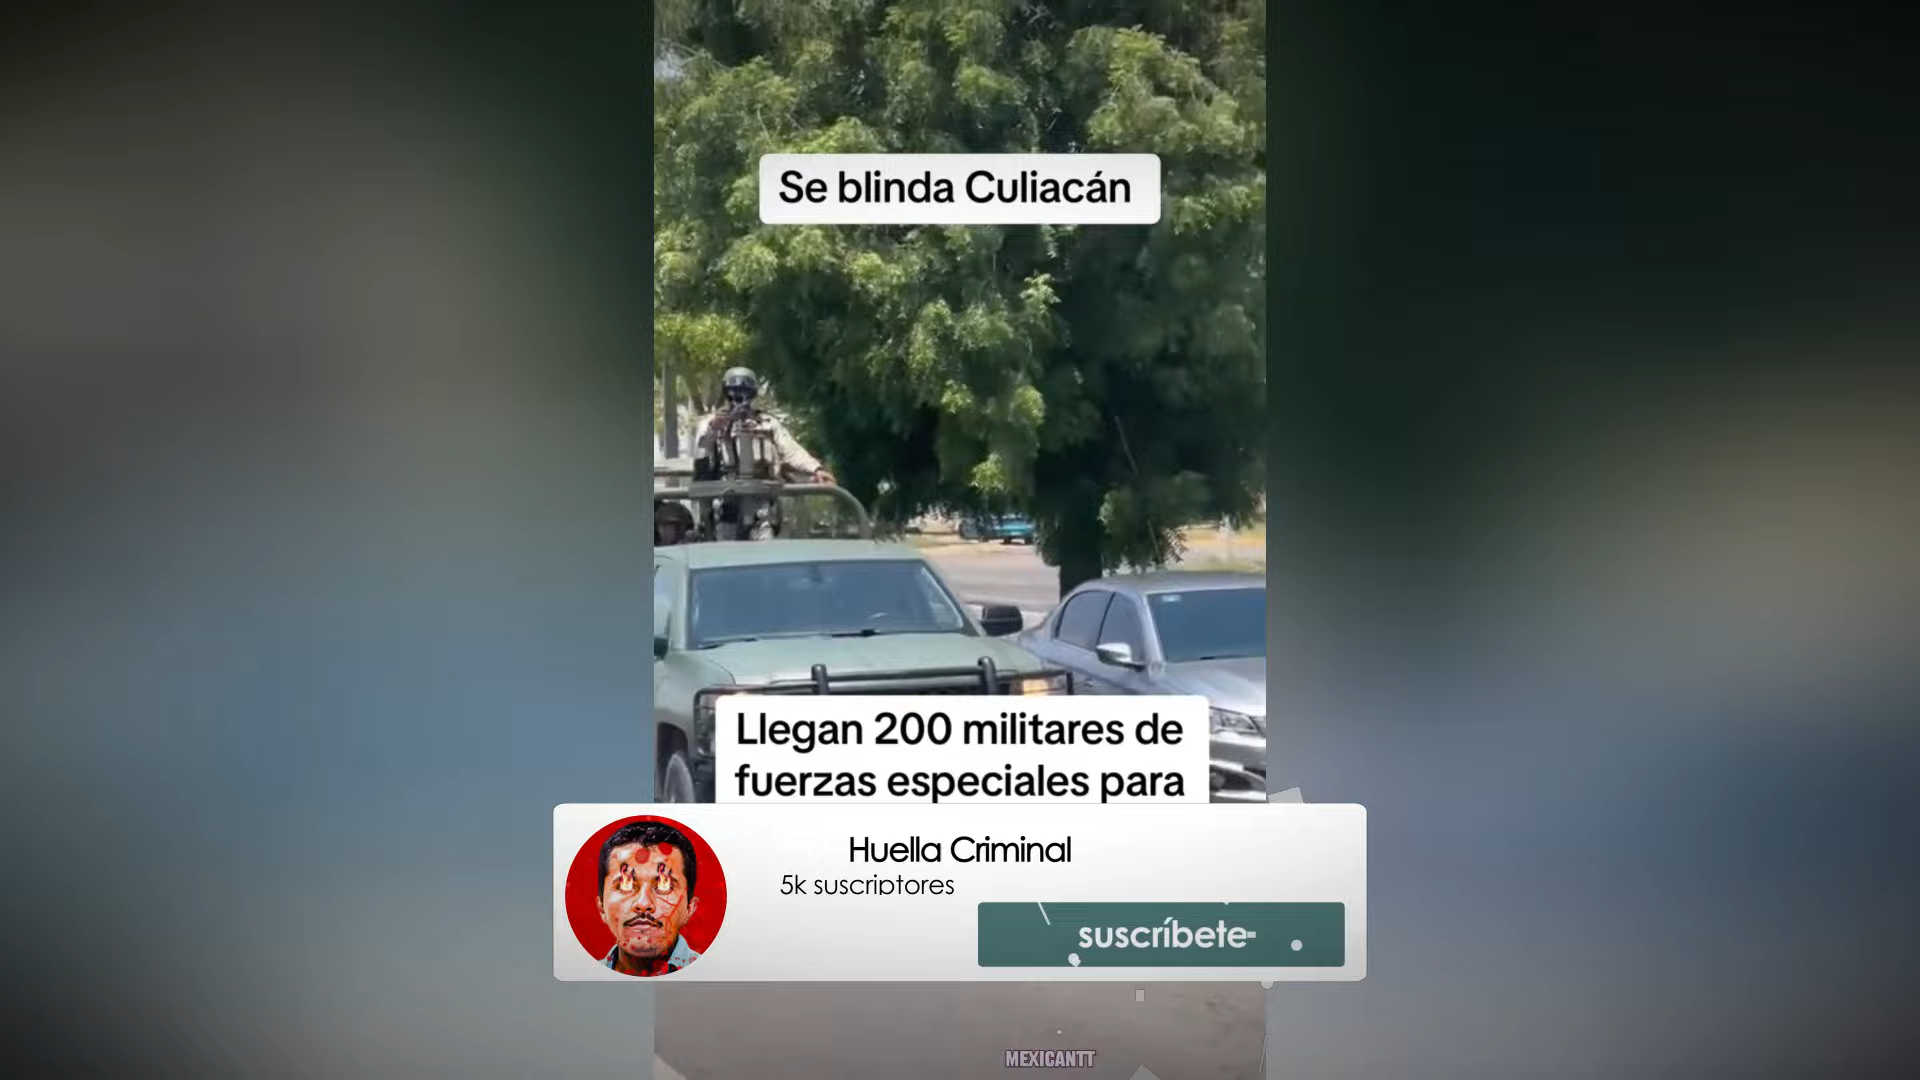 Se blinda Culiacán
Llegan 200 militares de
fuerzas especiales para
Huella Criminal
5k suscriptores
suscríbete
MEXICANTT